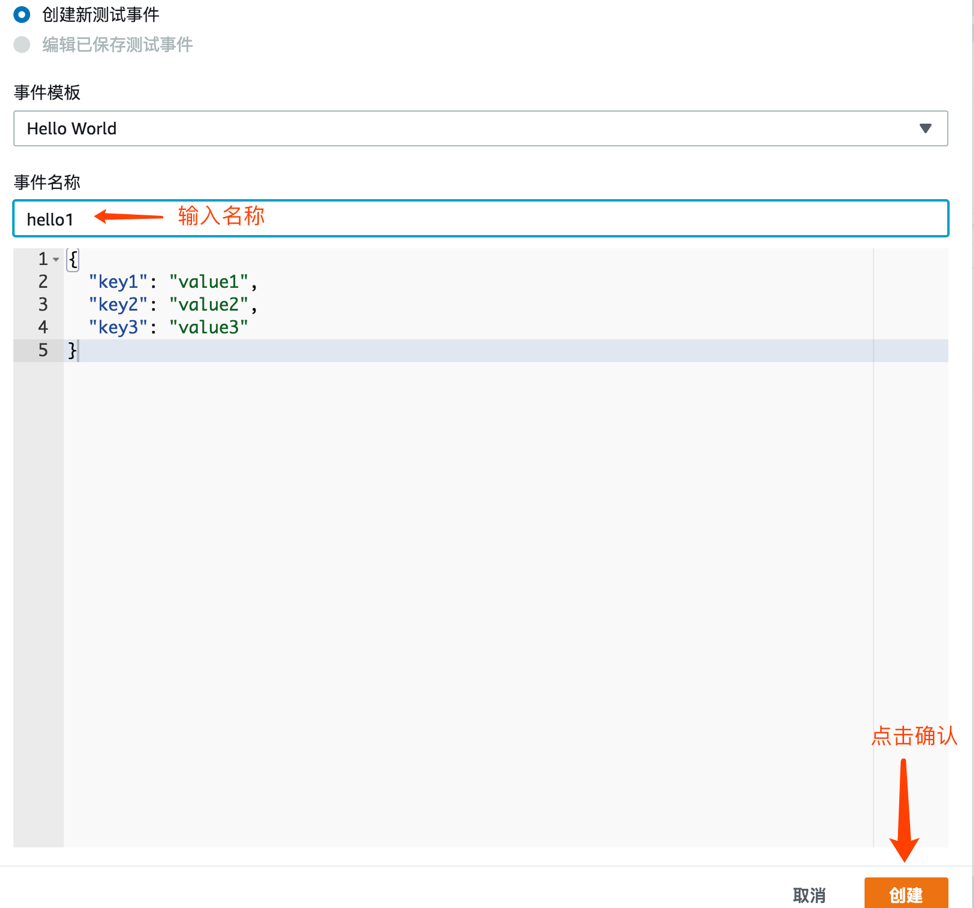 创建新测试事件
编辑已保存测试事件
事件模板
Hello World
事件名称
hello1 输入名称
1 {
2 "key1": "value1",
3 "key2": "value2",
4 "key3": "value3"
5 }
点击确认
取消 创建